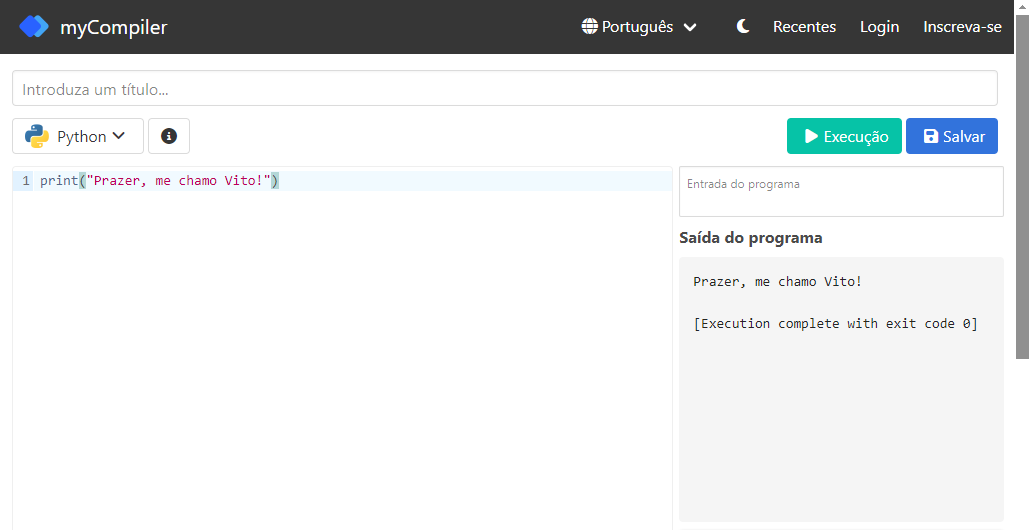 myCompiler
Português
Recentes
Login
Inscreva-se
Introduza um título...
Python
Execução
Salvar
1 print("Prazer, me chamo Vito!")
Entrada do programa
Saída do programa
Prazer, me chamo Vito!
[Execution complete with exit code 0]